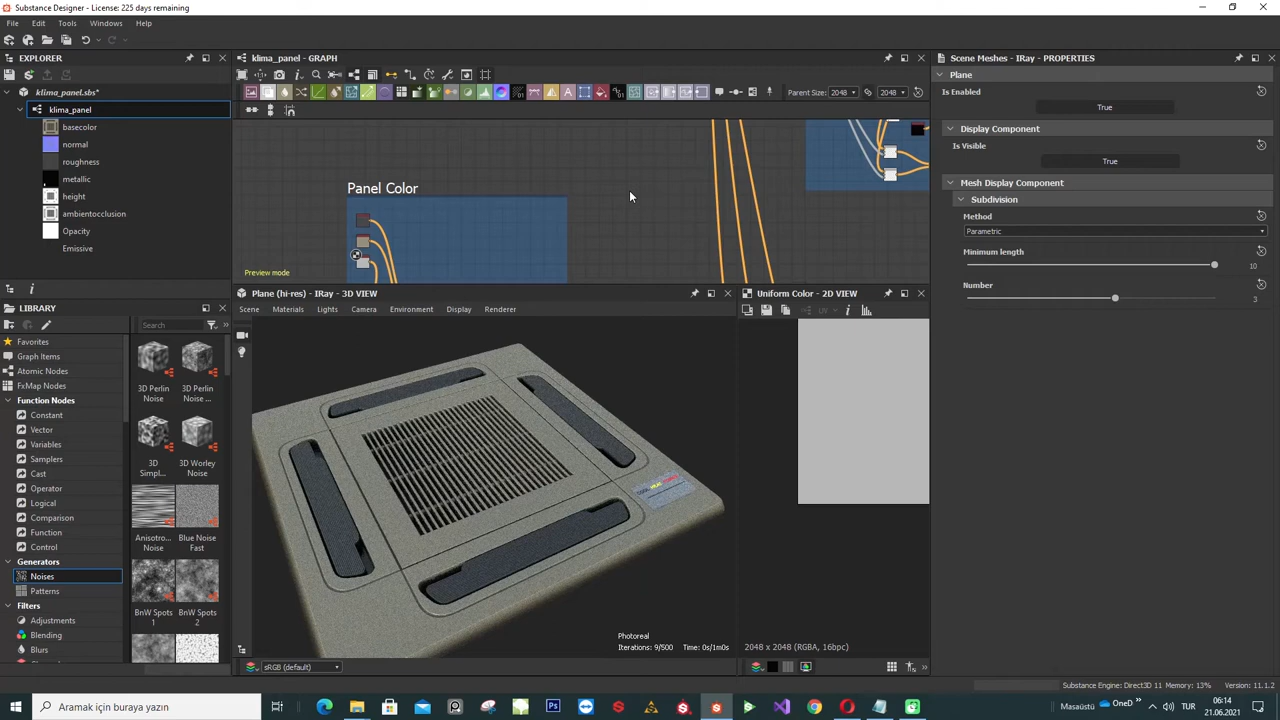 Substance Designer - License: 225 days remaining
File Edit Tools Windows Help
EXPLORER
klima_panel.sbs*
klima_panel
basecolor
normal
roughness
metallic
height
ambientocclusion
Opacity
Emissive
LIBRARY
Search
Favorites
Graph Items
Atomic Nodes
FxMap Nodes
Function Nodes
Constant
Vector
Variables
Samplers
Cast
Operator
Logical
Comparison
Function
Control
Generators
Noises
Patterns
Filters
Adjustments
Blending
Blurs
3D Perlin Noise
3D Perlin Noise ...
3D Simpl...
3D Worley Noise
Anisotro... Noise
Blue Noise Fast
BnW Spots 1
BnW Spots 2
klima_panel - GRAPH
Parent Size: 2048
2048
Panel Color
Preview mode
Plane (hi-res) - IRay - 3D VIEW
Scene Materials Lights Camera Environment Display Renderer
Photoreal
Iterations: 9/500 Time: 0s/1m0s
sRGB (default)
Uniform Color - 2D VIEW
UV
2048 x 2048 (RGBA, 16bpc)
Scene Meshes - IRay - PROPERTIES
Plane
Is Enabled
True
Display Component
Is Visible
True
Mesh Display Component
Subdivision
Method
Parametric
Minimum length
10
Number
3
Substance Engine: Direct3D 11 Memory: 13% Version: 11.1.2
Aramak için buraya yazın
Masaüstü
OneD
TUR
06:14
21.06.2021